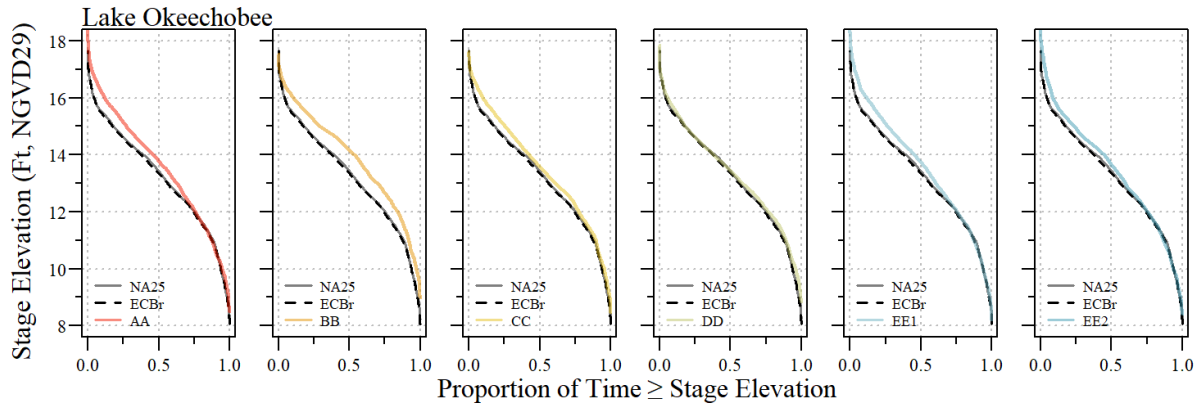 Lake Okeechobee
Stage Elevation (Ft, NGVD29)
18
16
14
12
10
8
NA25
ECBr
AA
NA25
ECBr
BB
NA25
ECBr
CC
NA25
ECBr
DD
NA25
ECBr
EE1
NA25
ECBr
EE2
0.0 0.5 1.0 0.0 0.5 1.0 0.0 0.5 1.0 0.0 0.5 1.0 0.0 0.5 1.0 0.0 0.5 1.0
Proportion of Time ≥ Stage Elevation